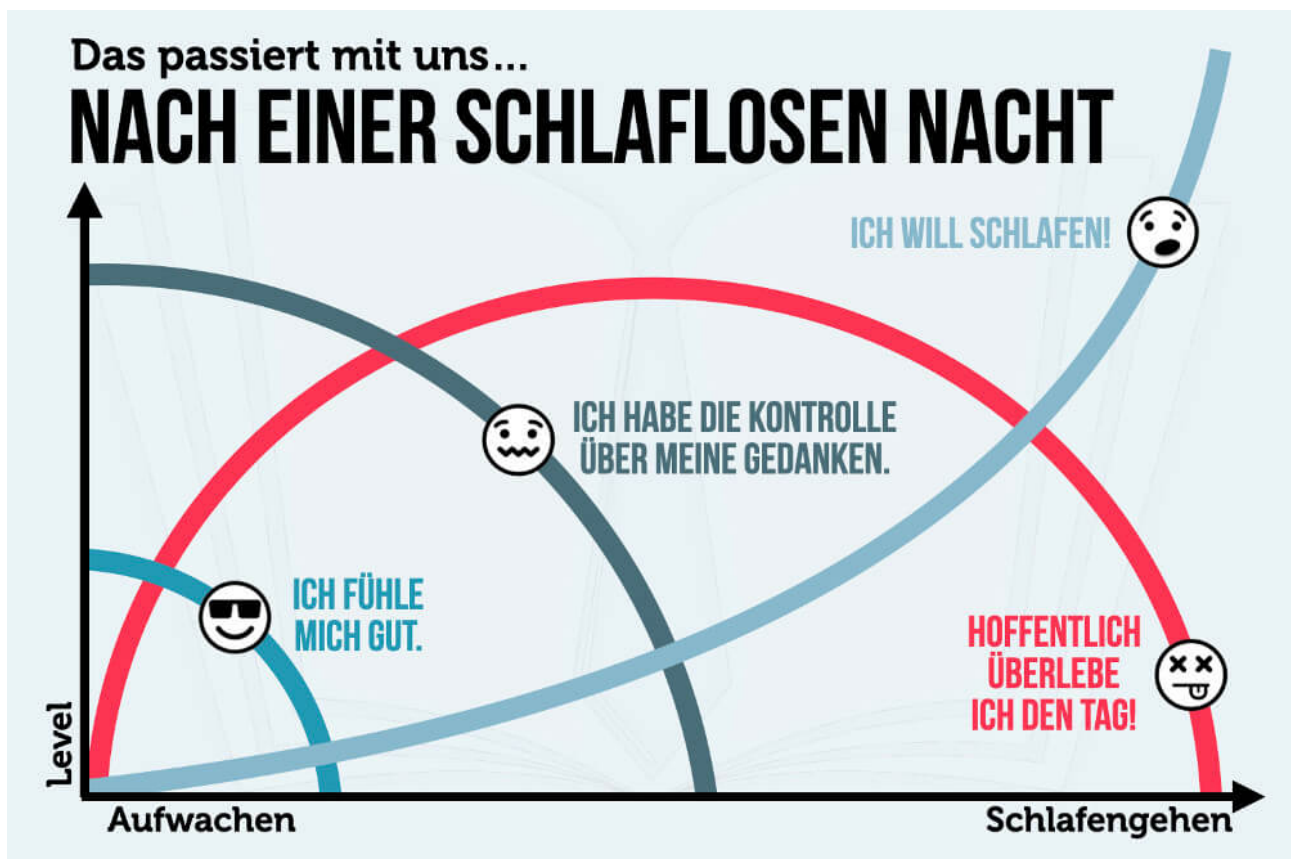 Das passiert mit uns...
NACH EINER SCHLAFLOSEN NACHT
ICH WILL SCHLAFEN!
ICH HABE DIE KONTROLLE
ÜBER MEINE GEDANKEN.
ICH FÜHLE
MICH GUT.
HOFFENTLICH
ÜBERLEBE
ICH DEN TAG!
Level
Aufwachen
Schlafengehen